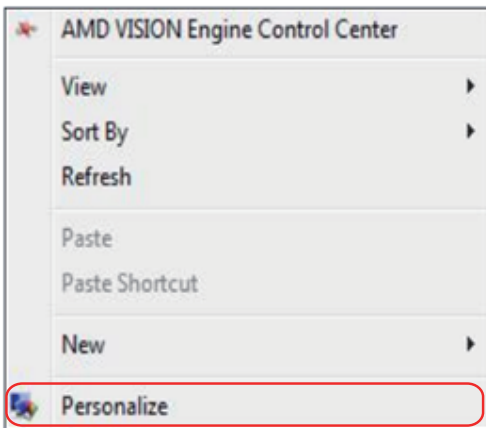 AMD VISION Engine Control Center
View
Sort By
Refresh
Paste
Paste Shortcut
New
Personalize